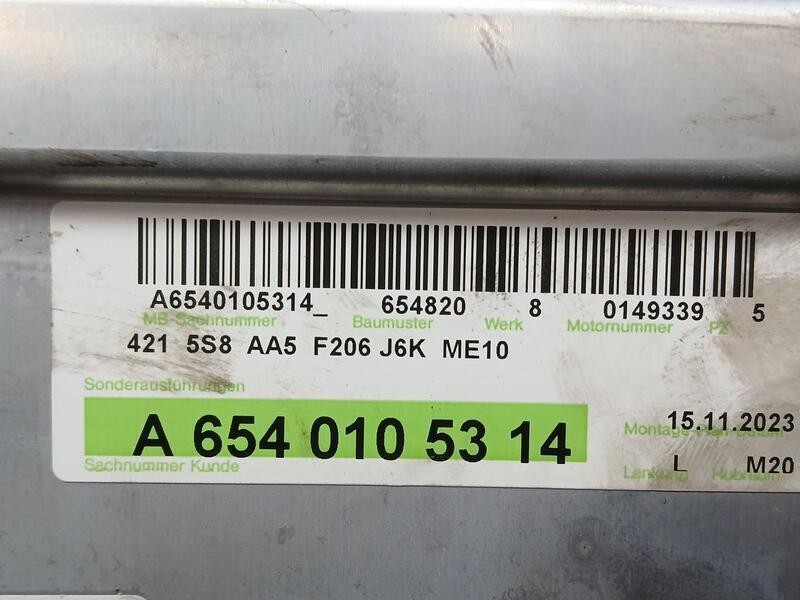 A6540105314_ 654820 8 0149339 5
MB-Sachnummer Baumuster Werk Motornummer PZ
421 5S8 AA5 F206 J6K ME10
Sonderausführungen
15.11.2023
A 654 010 53 14
Sachnummer Kunde
L M20
Lenkung Hubraum